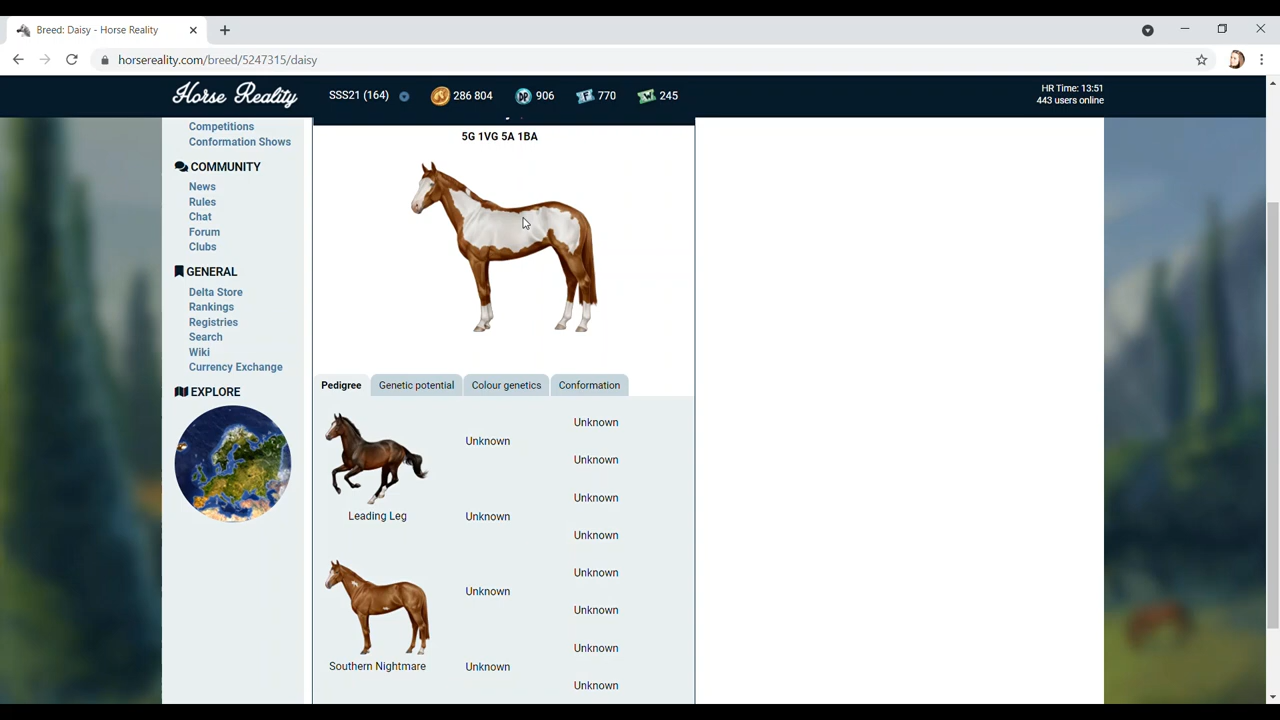 Breed: Daisy - Horse Reality
horsereality.com/breed/5247315/daisy
Horse Reality
SSS21 (164)
286 804
DP
906
F
770
W
245
HR Time: 13:51
443 users online
Competitions
Conformation Shows
COMMUNITY
News
Rules
Chat
Forum
Clubs
GENERAL
Delta Store
Rankings
Registries
Search
Wiki
Currency Exchange
EXPLORE
5G 1VG 5A 1BA
Pedigree
Genetic potential
Colour genetics
Conformation
Leading Leg
Unknown
Unknown
Unknown
Unknown
Unknown
Unknown
Southern Nightmare
Unknown
Unknown
Unknown
Unknown
Unknown
Unknown